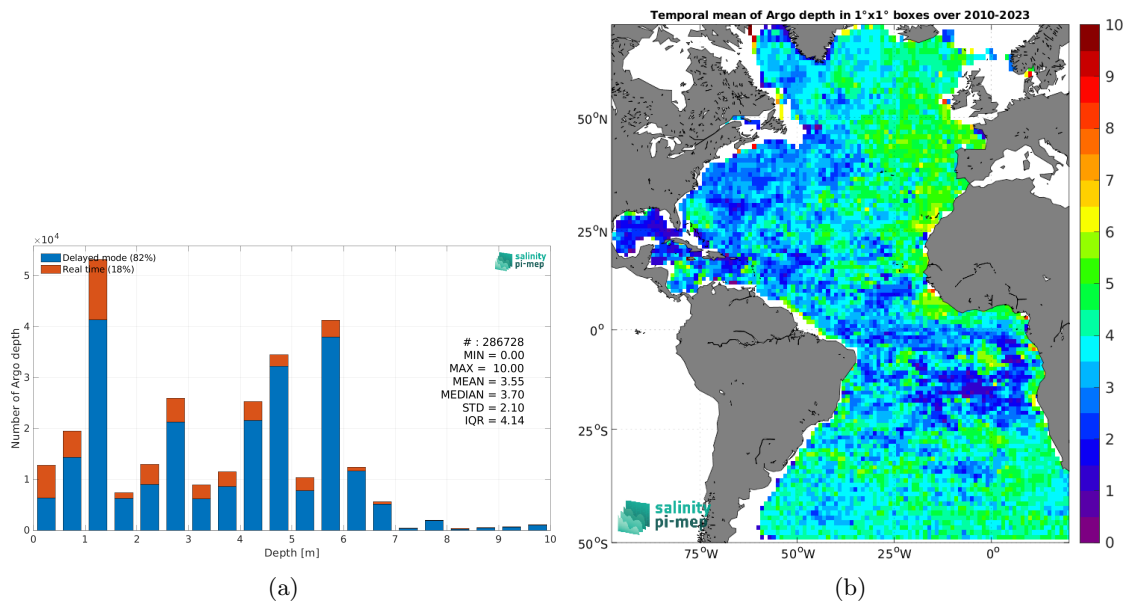 ×10⁴
Delayed mode (82%)
Real time (18%)
salinity
pi-mep
# : 286728
MIN = 0.00
MAX = 10.00
MEAN = 3.55
MEDIAN = 3.70
STD = 2.10
IQR = 4.14
Number of Argo depth
5
4
3
2
1
0
0 1 2 3 4 5 6 7 8 9 10
Depth [m]
(a)
Temporal mean of Argo depth in 1°x1° boxes over 2010-2023
50°N
25°N
0°
25°S
50°S
75°W 50°W 25°W 0°
salinity
pi-mep
10
9
8
7
6
5
4
3
2
1
0
(b)